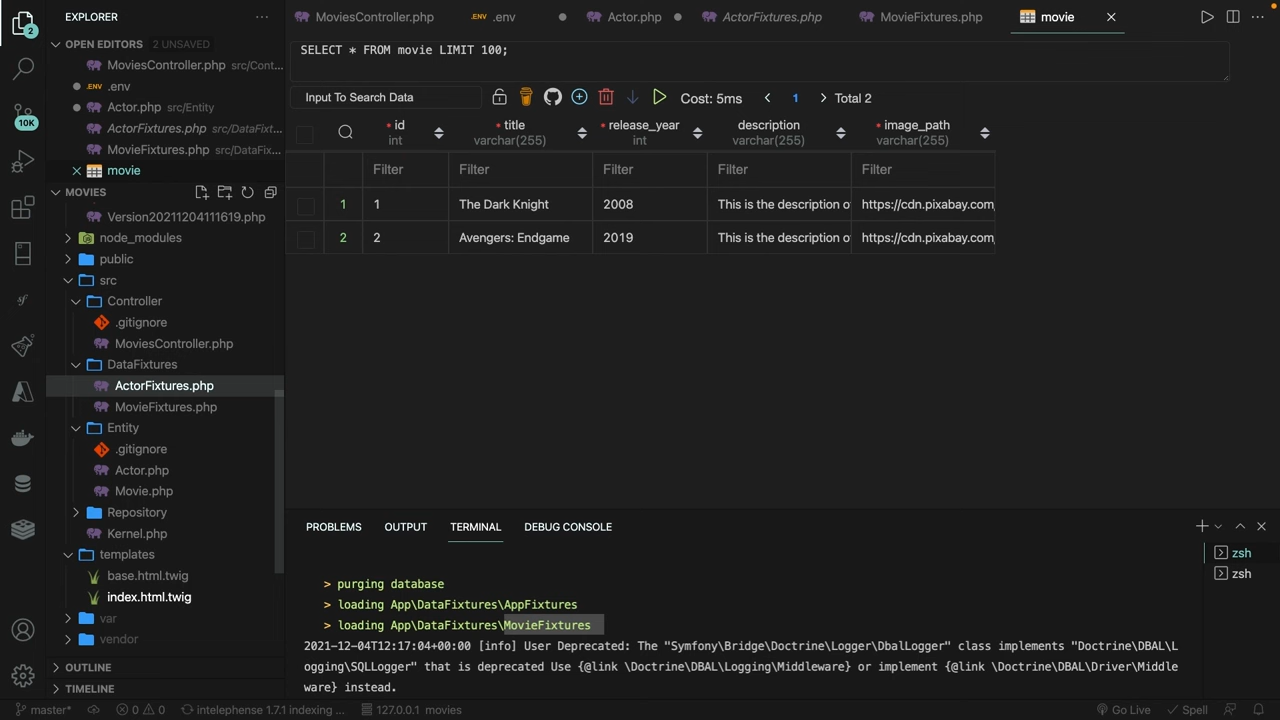 EXPLORER
...
OPEN EDITORS 2 UNSAVED
MoviesController.php src/Cont...
.ENV .env
Actor.php src/Entity
ActorFixtures.php src/DataFixt...
MovieFixtures.php src/DataFix...
movie
MOVIES
Version20211204111619.php
node_modules
public
src
Controller
.gitignore
MoviesController.php
DataFixtures
ActorFixtures.php
MovieFixtures.php
Entity
.gitignore
Actor.php
Movie.php
Repository
Kernel.php
templates
base.html.twig
index.html.twig
var
vendor
OUTLINE
TIMELINE
2
10K
MoviesController.php
.ENV .env
Actor.php
ActorFixtures.php
MovieFixtures.php
movie
SELECT * FROM movie LIMIT 100;
Input To Search Data
Cost: 5ms < 1 > Total 2
* id
int
* title
varchar(255)
* release_year
int
description
varchar(255)
* image_path
varchar(255)
Filter Filter Filter Filter Filter
1 1 The Dark Knight 2008 This is the description o https://cdn.pixabay.com
2 2 Avengers: Endgame 2019 This is the description o https://cdn.pixabay.com
PROBLEMS OUTPUT TERMINAL DEBUG CONSOLE
> purging database
> loading App\DataFixtures\AppFixtures
> loading App\DataFixtures\MovieFixtures
2021-12-04T12:17:04+00:00 [info] User Deprecated: The "Symfony\Bridge\Doctrine\Logger\DbalLogger" class implements "Doctrine\DBAL\L
ogging\SQLLogger" that is deprecated Use {@link \Doctrine\DBAL\Logging\Middleware} or implement {@link \Doctrine\DBAL\Driver\Middle
ware} instead.
zsh
zsh
master* 0 0 intelephense 1.7.1 indexing ... 127.0.0.1 movies Go Live Spell